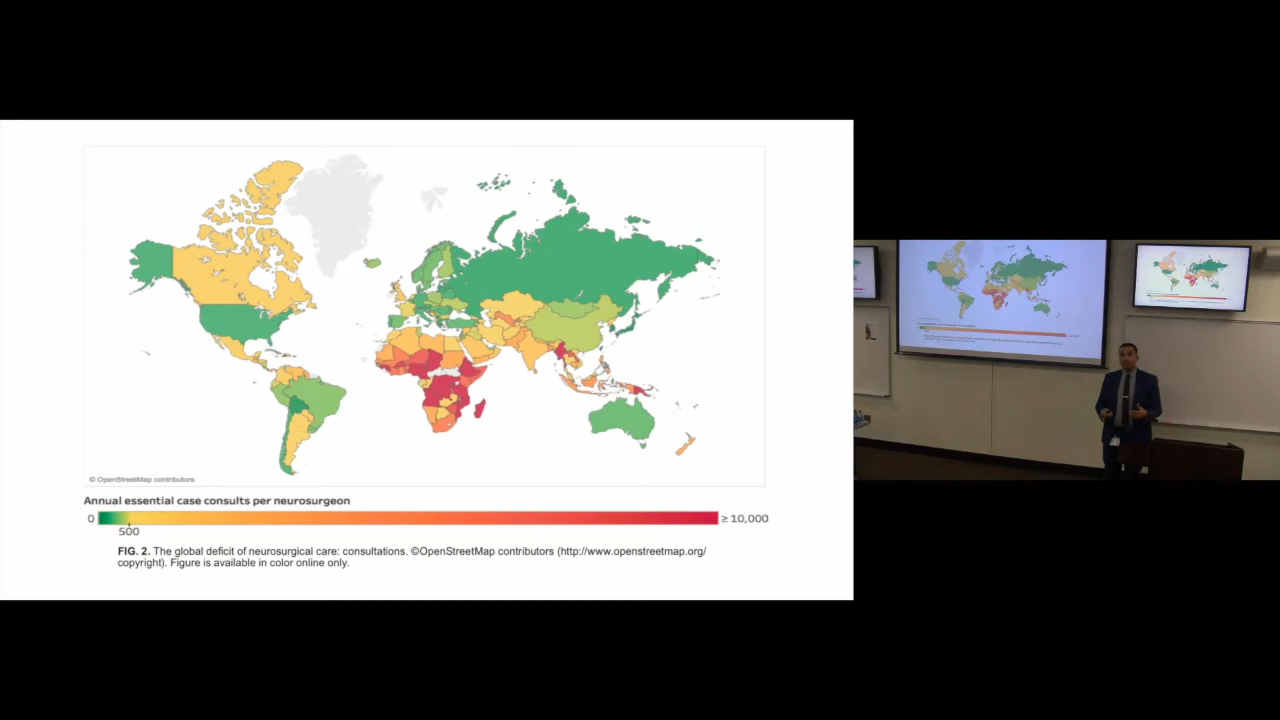 © OpenStreetMap contributors
Annual essential case consults per neurosurgeon
0
≥ 10,000
500
FIG. 2. The global deficit of neurosurgical care: consultations. ©OpenStreetMap contributors (http://www.openstreetmap.org/
copyright). Figure is available in color online only.